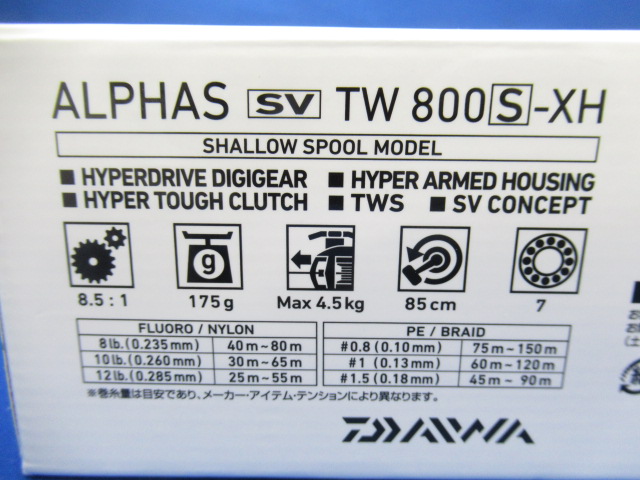 ALPHAS SV TW 800S-XH
SHALLOW SPOOL MODEL
■ HYPERDRIVE DIGIGEAR ■ HYPER ARMED HOUSING
■ HYPER TOUGH CLUTCH ■ TWS ■ SV CONCEPT
g
8.5 : 1 175g Max 4.5kg 85cm 7
FLUORO / NYLON PE / BRAID
8lb. (0.235mm) 40m~80m #0.8 (0.10mm) 75m~150m
10lb. (0.260mm) 30m~65m #1 (0.13mm) 60m~120m
12lb. (0.285mm) 25m~55m #1.5 (0.18mm) 45m~ 90m
※巻糸量は目安であり、メーカー・アイテム・テンションにより異なります。
DAIWA